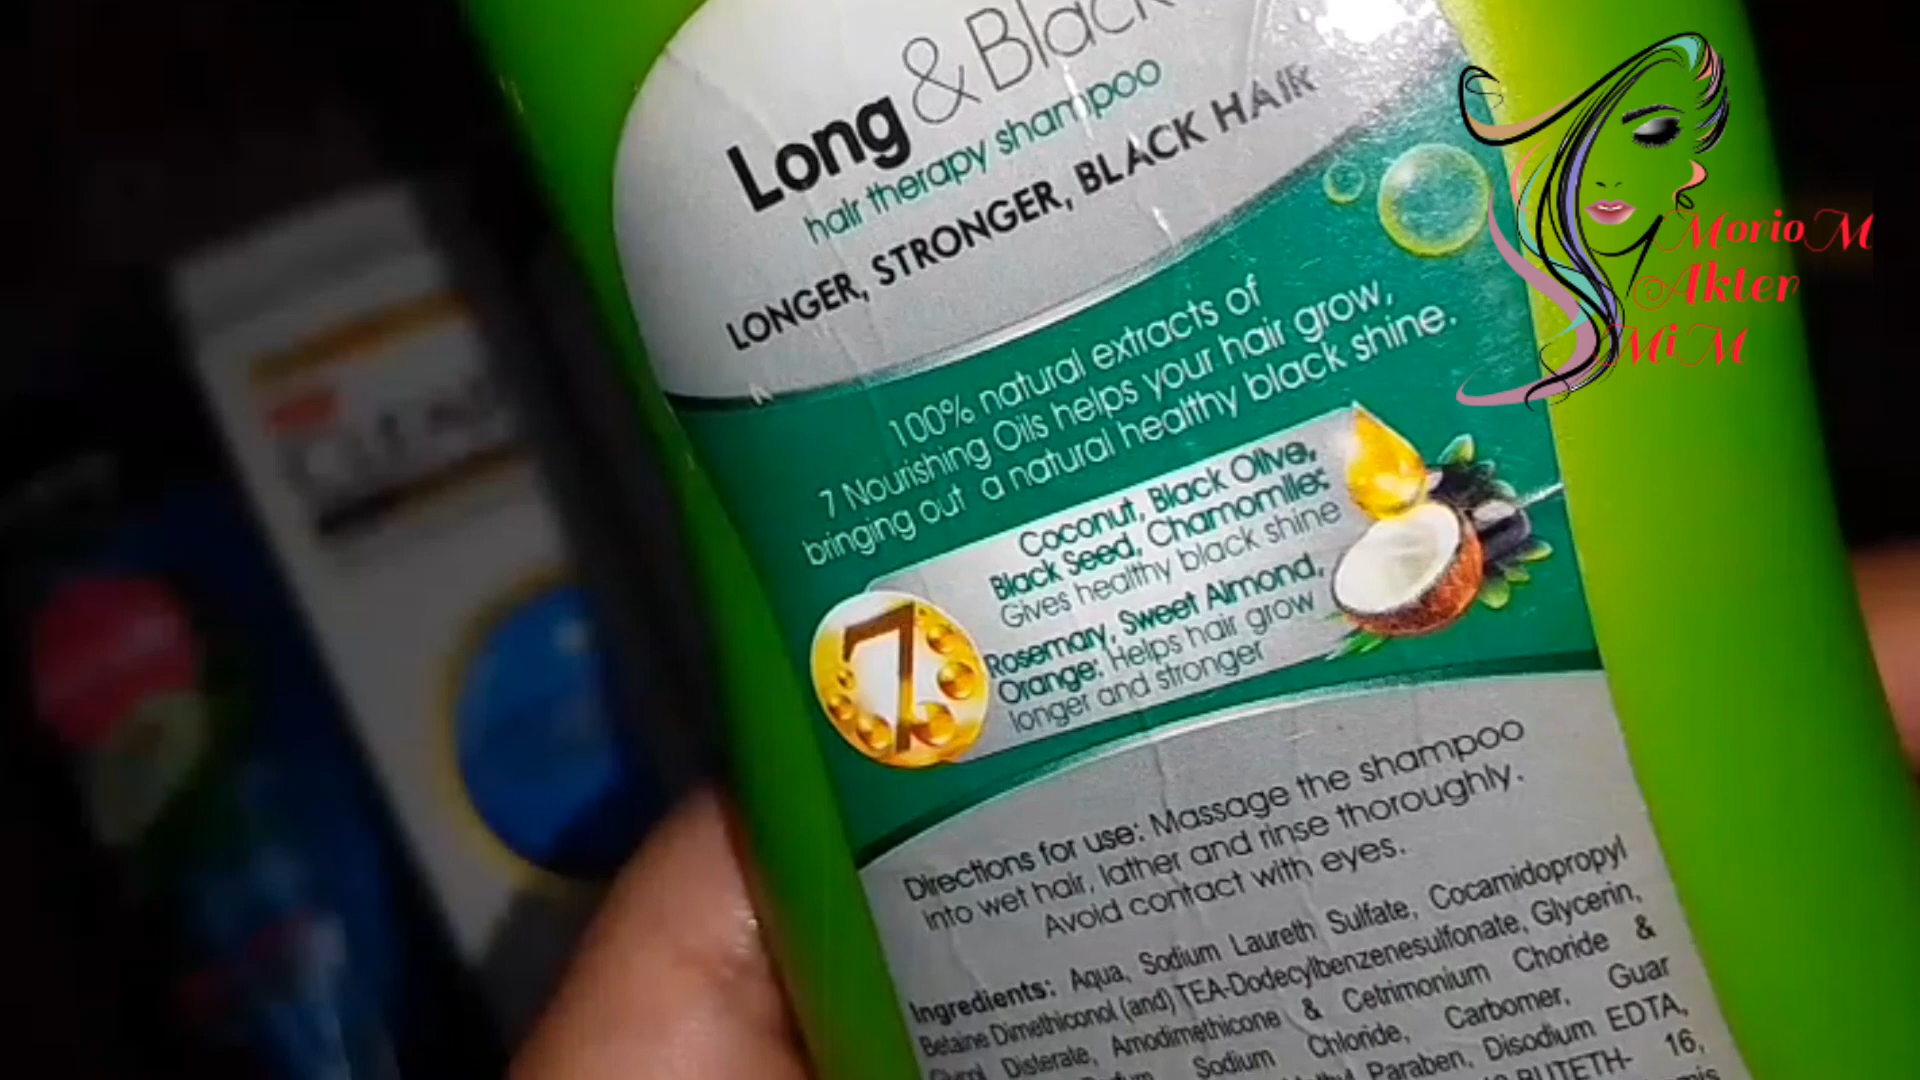 Long & Black
hair therapy shampoo
LONGER, STRONGER, BLACK HAIR
100% natural extracts of
7 Nourishing Oils helps your hair grow,
bringing out a natural healthy black shine.
Coconut, Black Olive,
Black Seed, Chamomile:
Gives healthy black shine
7
Rosemary, Sweet Almond,
Orange: Helps hair grow
longer and stronger
Directions for use: Massage the shampoo
into wet hair, lather and rinse thoroughly.
Avoid contact with eyes.
Ingredients: Aqua, Sodium Laureth Sulfate, Cocamidopropyl
Betaine Dimethiconol (and) TEA-Dodecylbenzenesulfonate, Glycerin,
Disterate, Amodimethicone & Cetrimonium Choride &
Sodium Chloride, Carbomer, Guar
Paraben, Disodium EDTA,
16,
MorioM
Akter
MiM